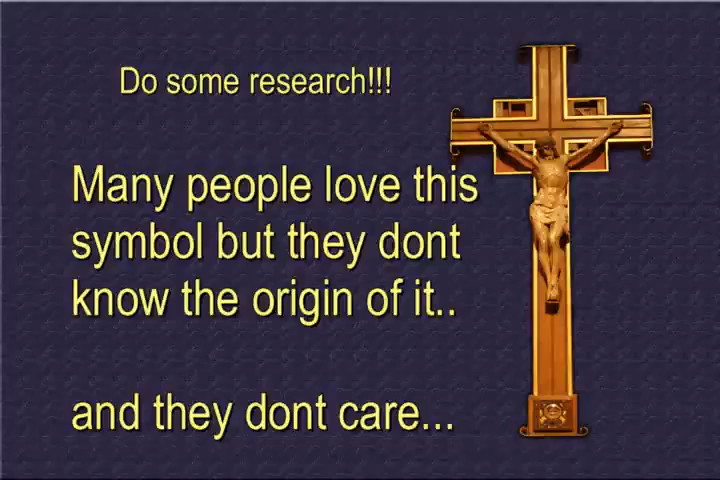 Do some research!!!
Many people love this
symbol but they dont
know the origin of it..
and they dont care...